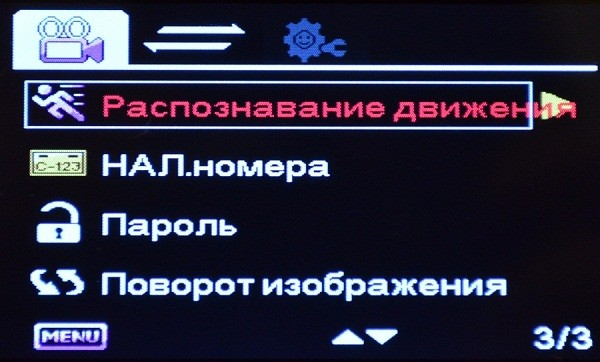 Распознавание движения
С-123
НАЛ.номера
Пароль
Поворот изображения
MENU
3/3